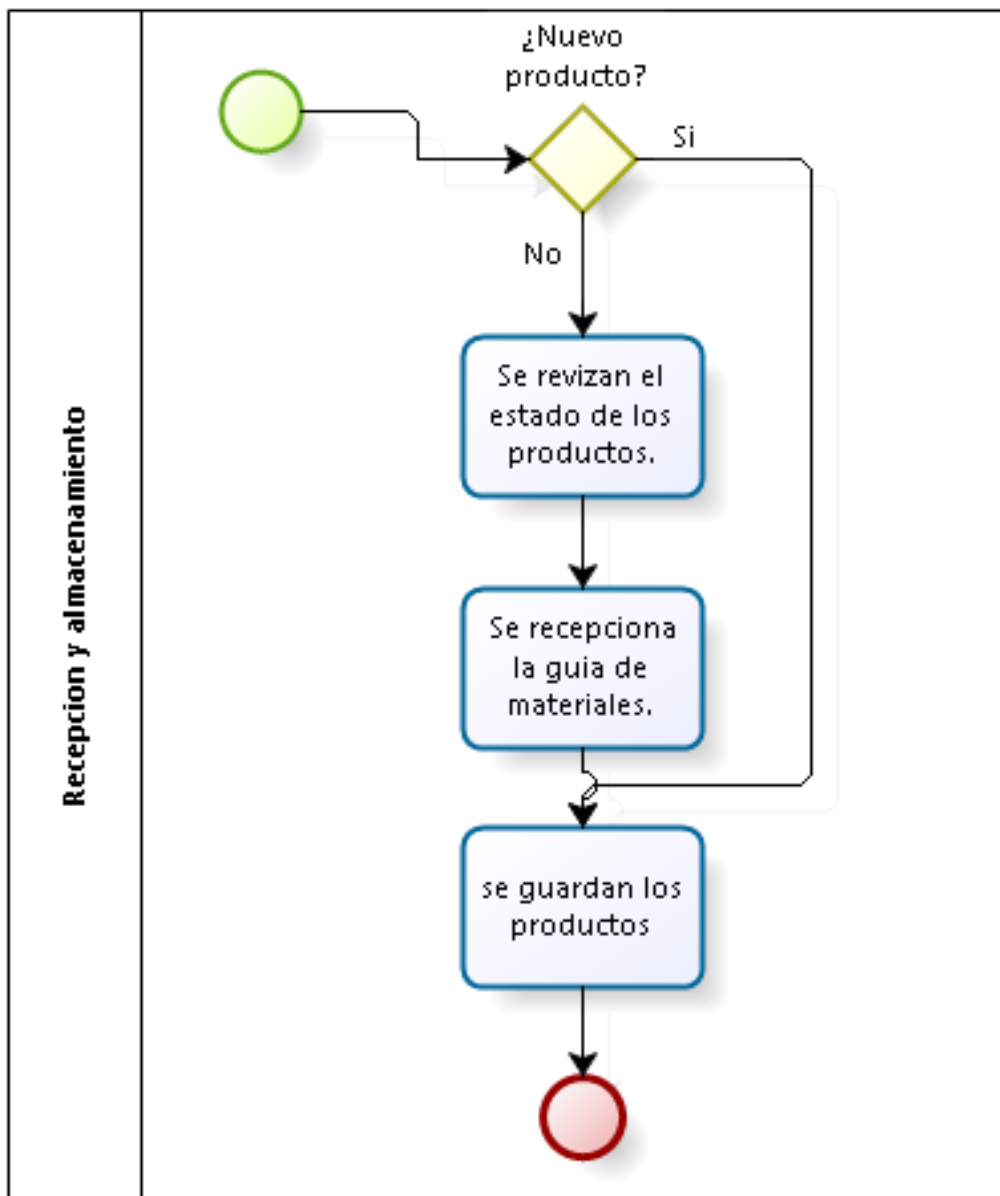 Recepcion y almacenamiento
¿Nuevo
producto?
Si
No
Se revizan el
estado de los
productos.
Se recepciona
la guia de
materiales.
se guardan los
productos